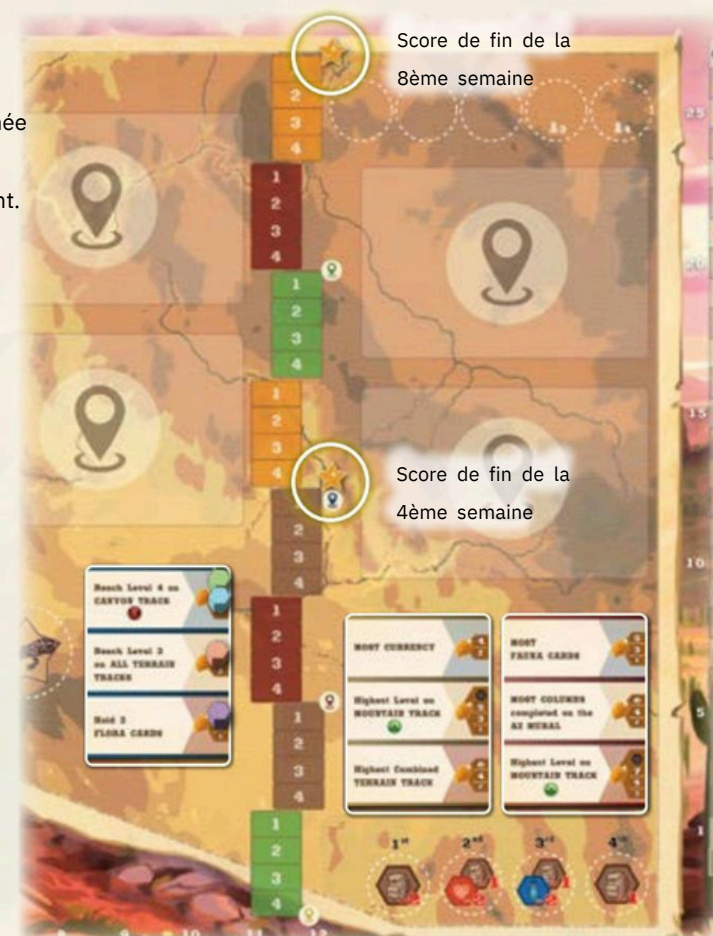 Score de fin de la
8ème semaine
ée
nt.
25
1
2
3
4
1
2
3
4
20
1
2
3
4
1
2
3
4
15
Score de fin de la
4ème semaine
2
3
4
10
1
2
3
4
1
2
3
4
1
2
3
4
Reach Level 4 on
CANYON TRACK
Reach Level 3
on ALL TERRAIN
TRACKS
Hold 3
FLORA CARDS
MOST CURRENCY
Highest Level on
MOUNTAIN TRACK
Highest Combined
TERRAIN TRACK
MOST
FAUNA CARDS
MOST COLUMNS
completed on the
AZ MURAL
Highest Level on
MOUNTAIN TRACK
5
1
1st
2nd
3rd
4th
10
11
12